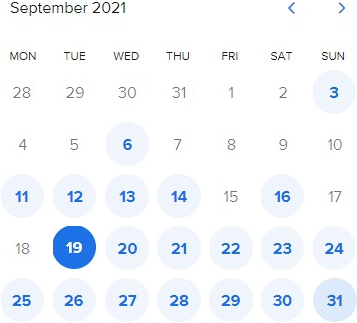 September 2021
MON TUE WED THU FRI SAT SUN
28 29 30 31 1 2 3
4 5 6 7 8 9 10
11 12 13 14 15 16 17
18 19 20 21 22 23 24
25 26 27 28 29 30 31